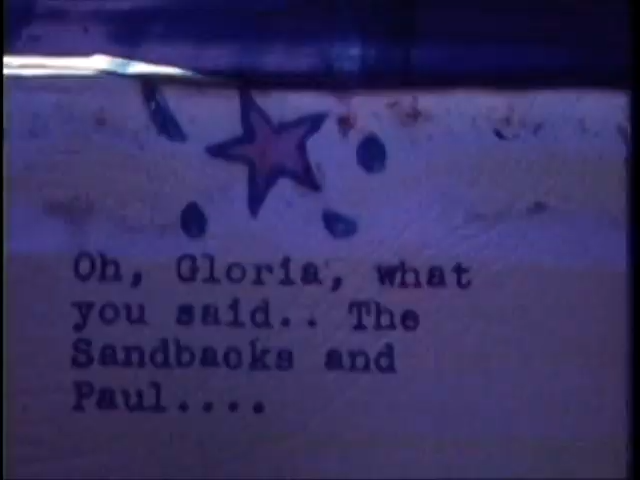 Oh, Gloria, what
you said.. The
Sandbacks and
Paul....